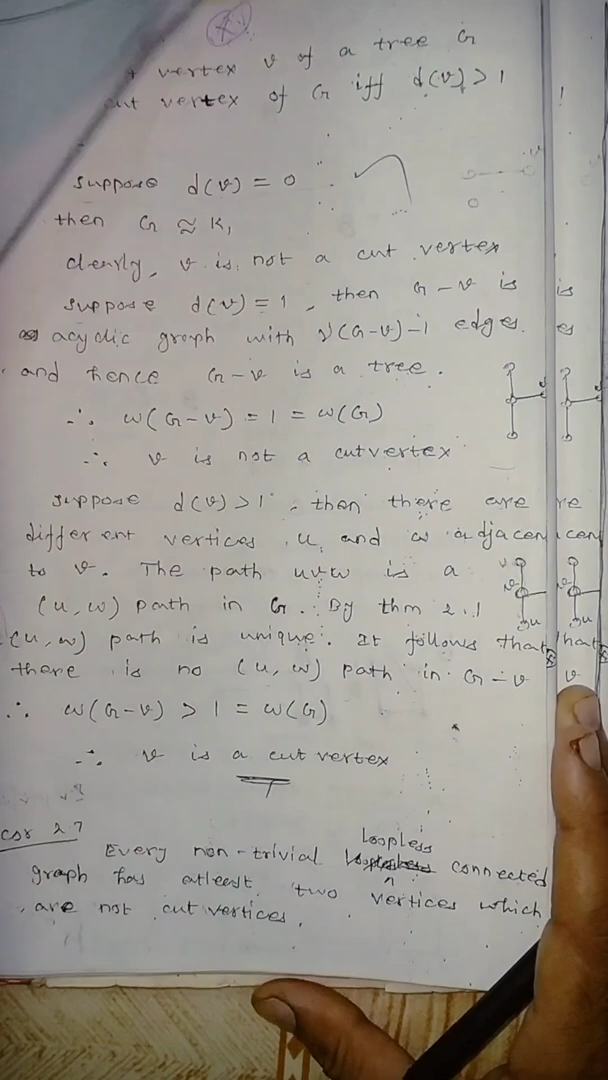 vertex v of a tree G
cut vertex of G iff d(v) > 1
suppose d(v) = 0
then G ≅ K₁
clearly, v is not a cut vertex
suppose d(v) = 1, then G - v is
acyclic graph with ν(G-v)-1 edges.
and hence G-v is a tree.
∴ ω(G-v) = 1 = ω(G)
∴ v is not a cutvertex
suppose d(v) > 1, then there are
different vertices u, and w adjacen
to v. The path uvw is a
(u,w) path in G. By thm 2.1
(u,w) path is unique. It follows that
there is no (u,w) path in G-v
∴ ω(G-v) > 1 = ω(G)
∴ v is a cut vertex
cor 2.7
Every non-trivial Loopless connected
graph has atleast two vertices which
are not cut vertices.